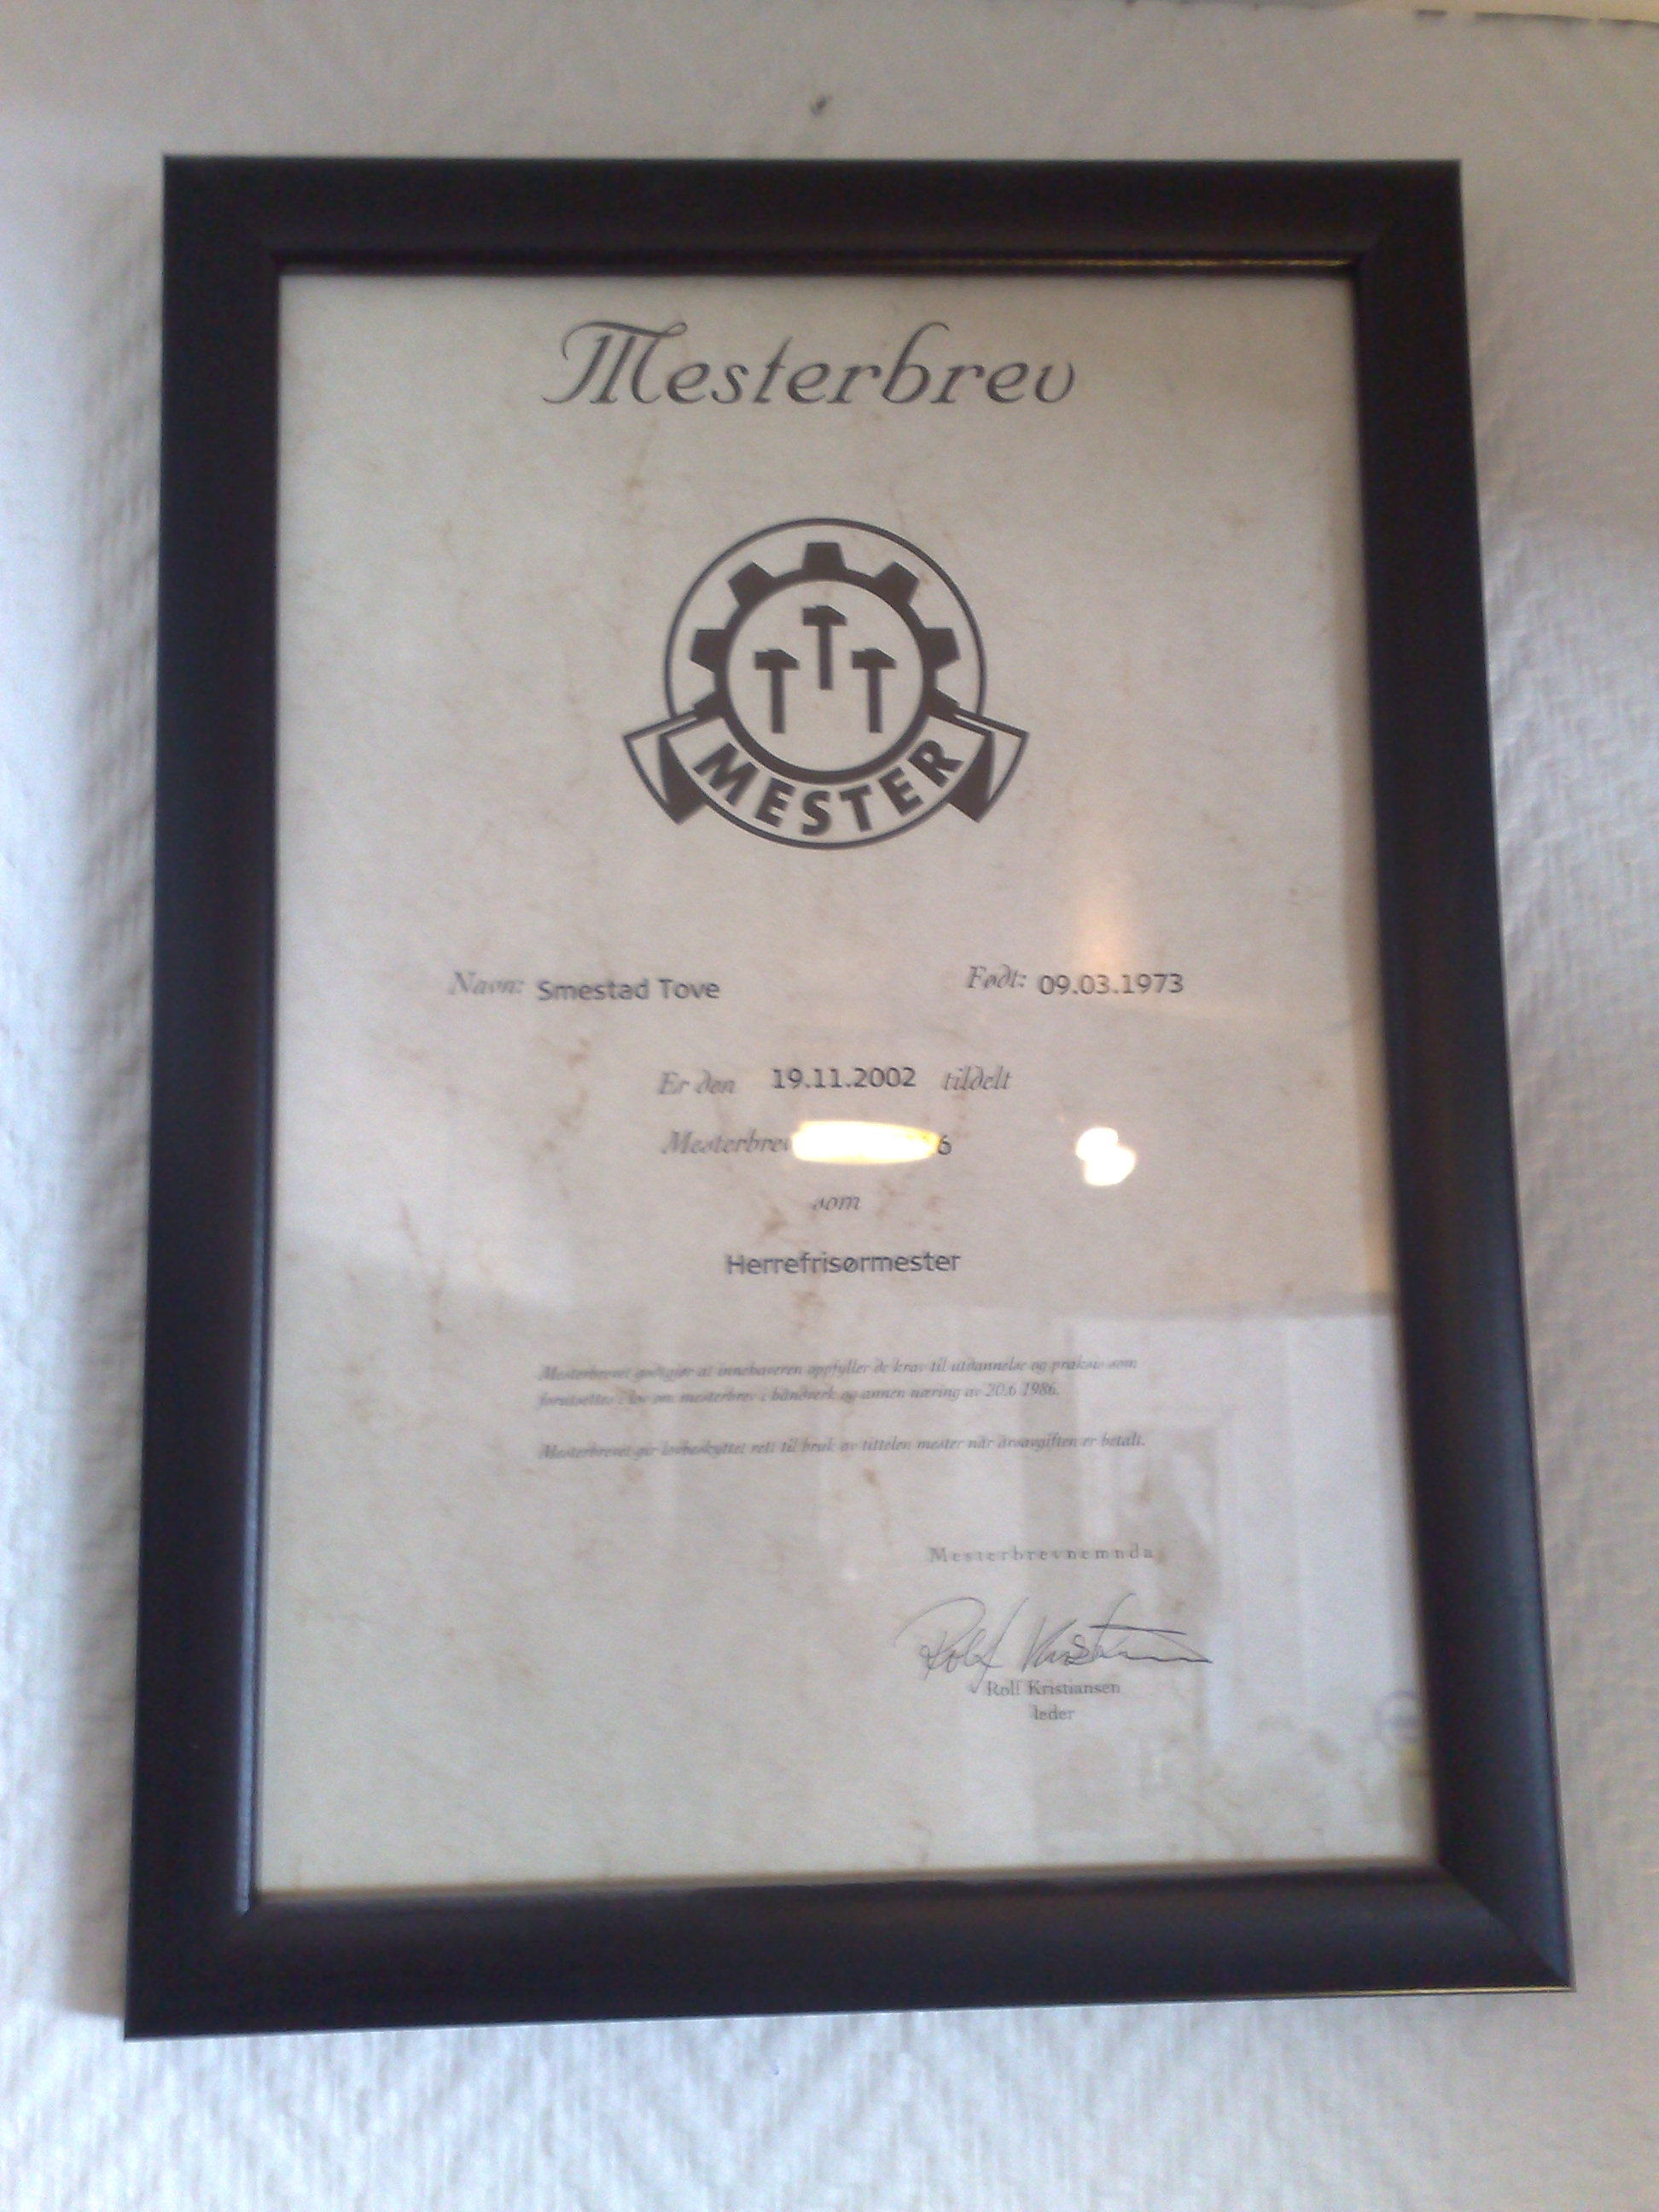 Mesterbrev
MESTER
Navn: Smestad Tove Født: 09.03.1973
Er den 19.11.2002 tildelt
Mesterbrev 6
som
Herrefrisørmester
Mesterbrevet godtgjør at innehaveren oppfyller de krav til utdannelse og praksis som
forutsettes i lov om mesterbrev i håndverk og annen næring av 20.6 1986.
Mesterbrevet gir lovbeskyttet rett til bruk av tittelen mester når årsavgiften er betalt.
Mesterbrevnemnda
Rolf Kristiansen
Rolf Kristiansen
leder